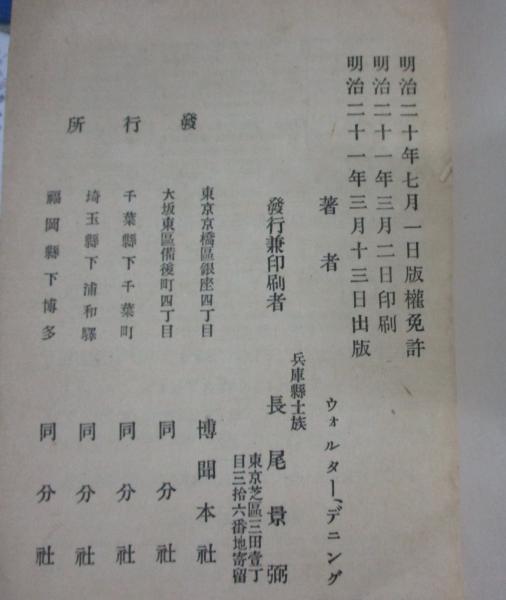 明治二十年七月一日版權免許
明治二十一年三月二日印刷
明治二十一年三月十三日出版
著者 ウォルター、デニング
兵庫縣士族
發行兼印刷者 長尾景弼
東京芝區三田壹丁
目三拾六番地寄留
發行所
東京京橋區銀座四丁目 博聞本社
大坂東區備後町四丁目 同分社
千葉縣下千葉町 同分社
埼玉縣下浦和驛 同分社
福岡縣下博多 同分社